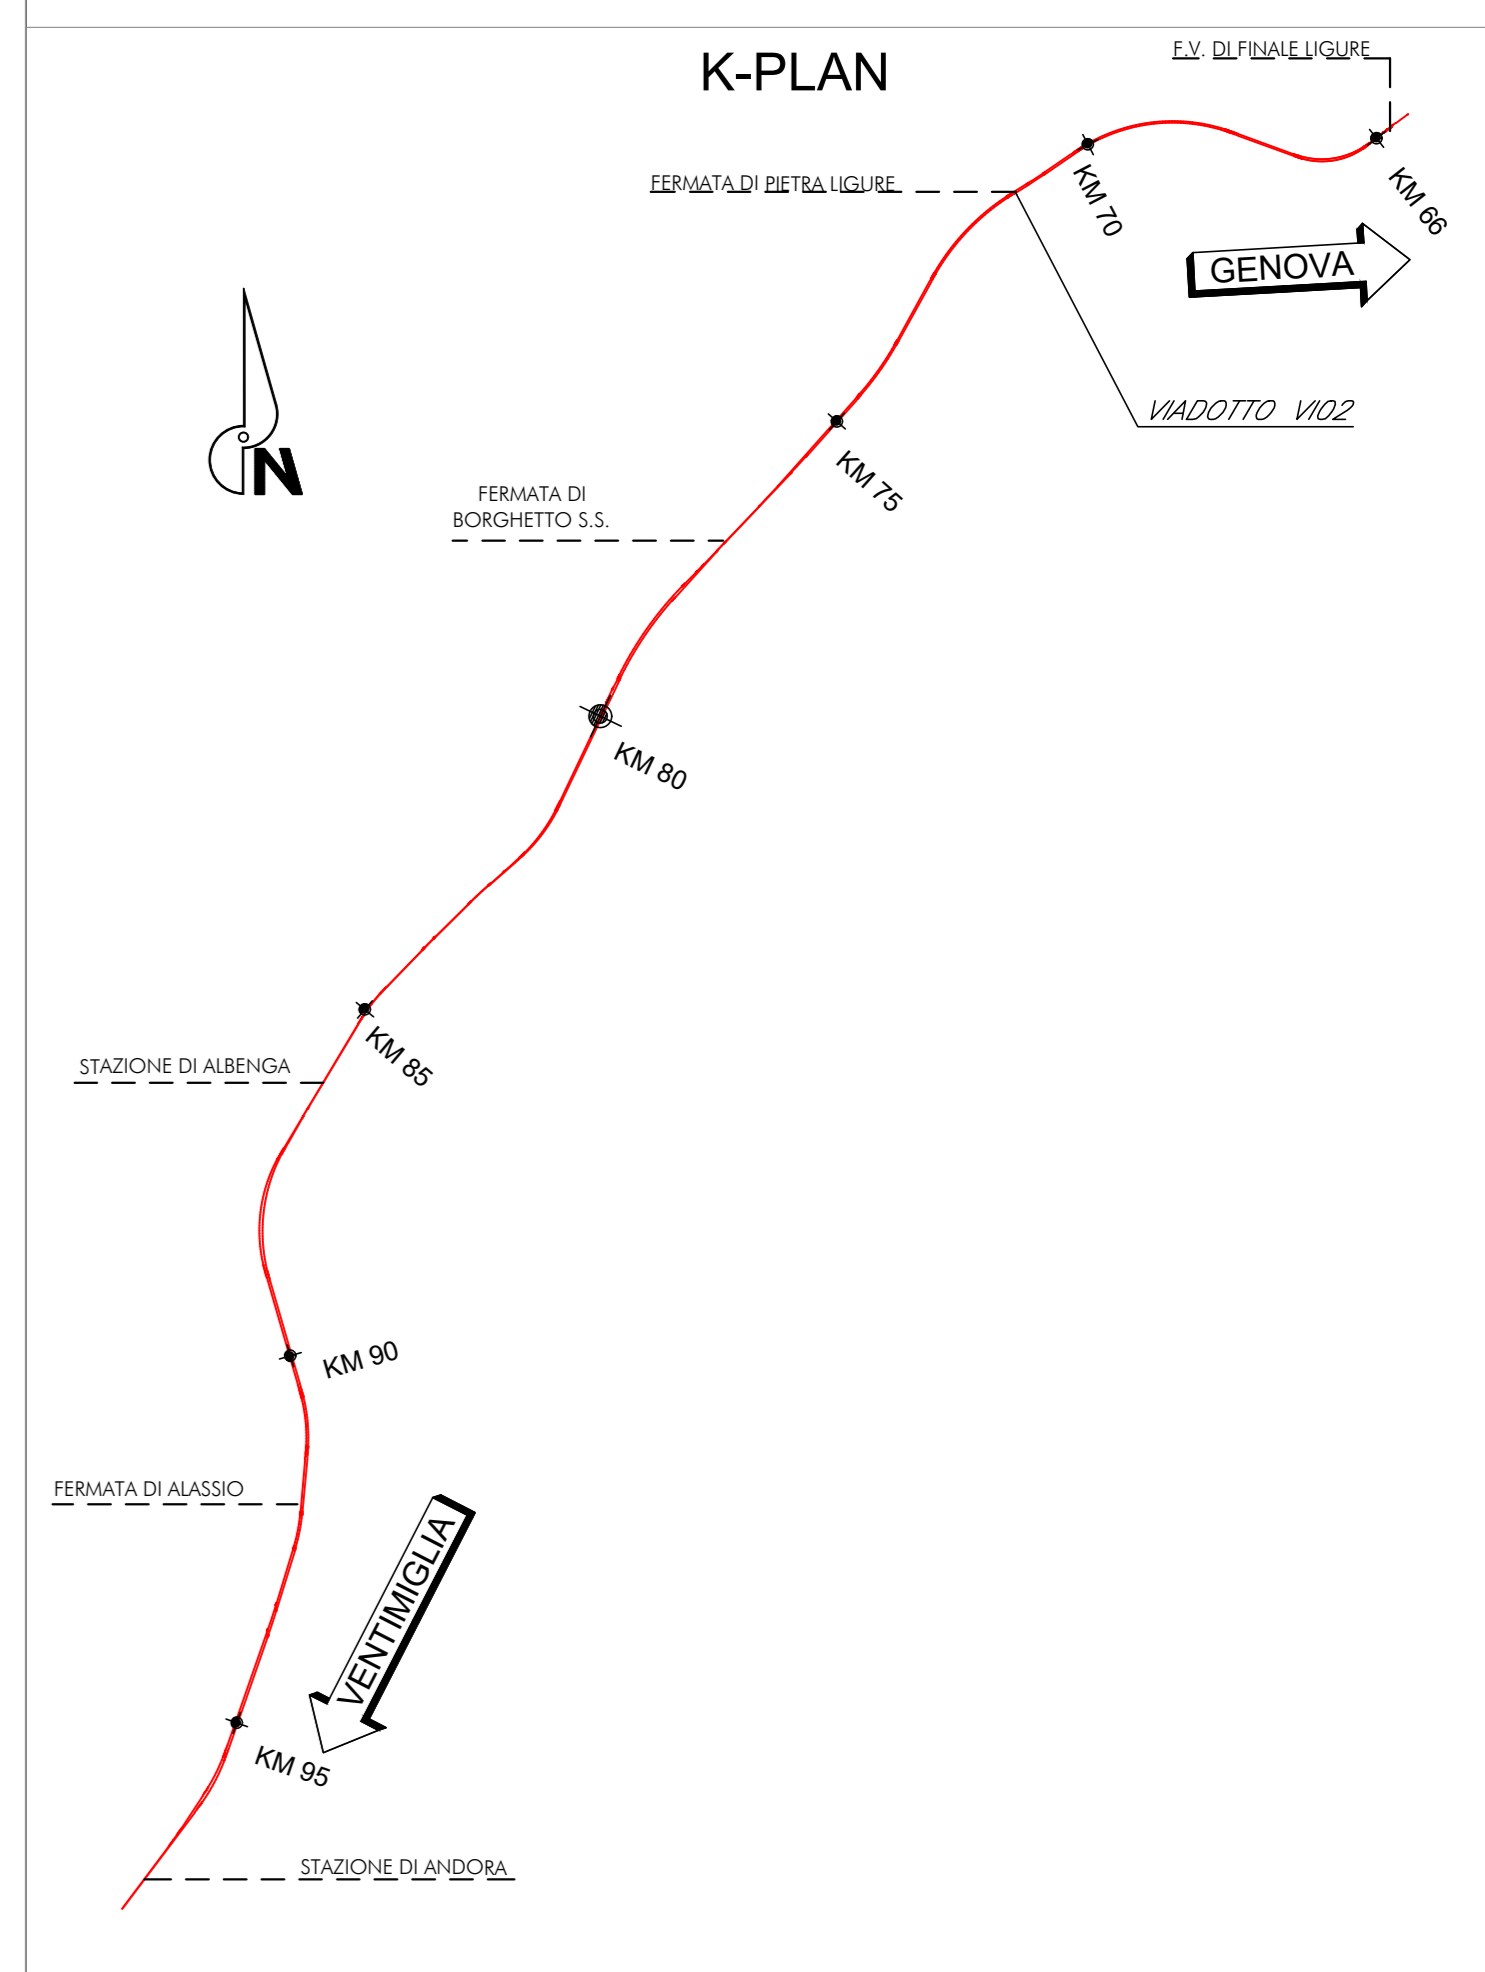 K-PLAN
F.V. DI FINALE LIGURE
FERMATA DI PIETRA LIGURE
KM 70
KM 66
GENOVA
VIADOTTO VI02
N
KM 75
FERMATA DI
BORGHETTO S.S.
KM 80
KM 85
STAZIONE DI ALBENGA
KM 90
FERMATA DI ALASSIO
VENTIMIGLIA
KM 95
STAZIONE DI ANDORA